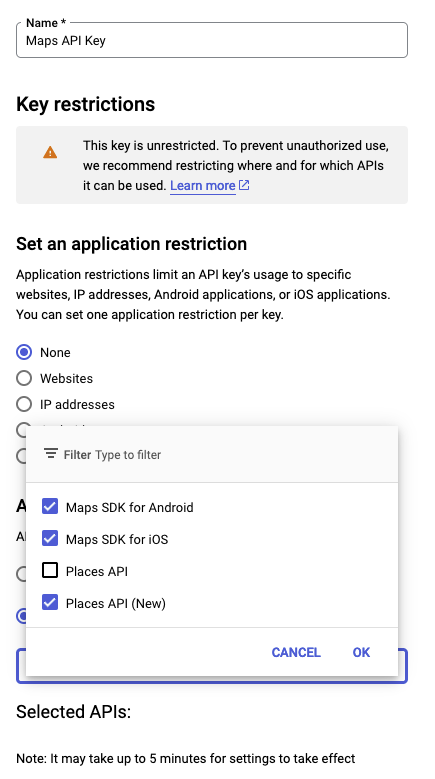 Name *
Maps API Key
Key restrictions
This key is unrestricted. To prevent unauthorized use,
we recommend restricting where and for which APIs
it can be used. Learn more
Set an application restriction
Application restrictions limit an API key's usage to specific
websites, IP addresses, Android applications, or iOS applications.
You can set one application restriction per key.
None
Websites
IP addresses
Filter Type to filter
Maps SDK for Android
Maps SDK for iOS
Places API
Places API (New)
CANCEL OK
Selected APIs:
Note: It may take up to 5 minutes for settings to take effect